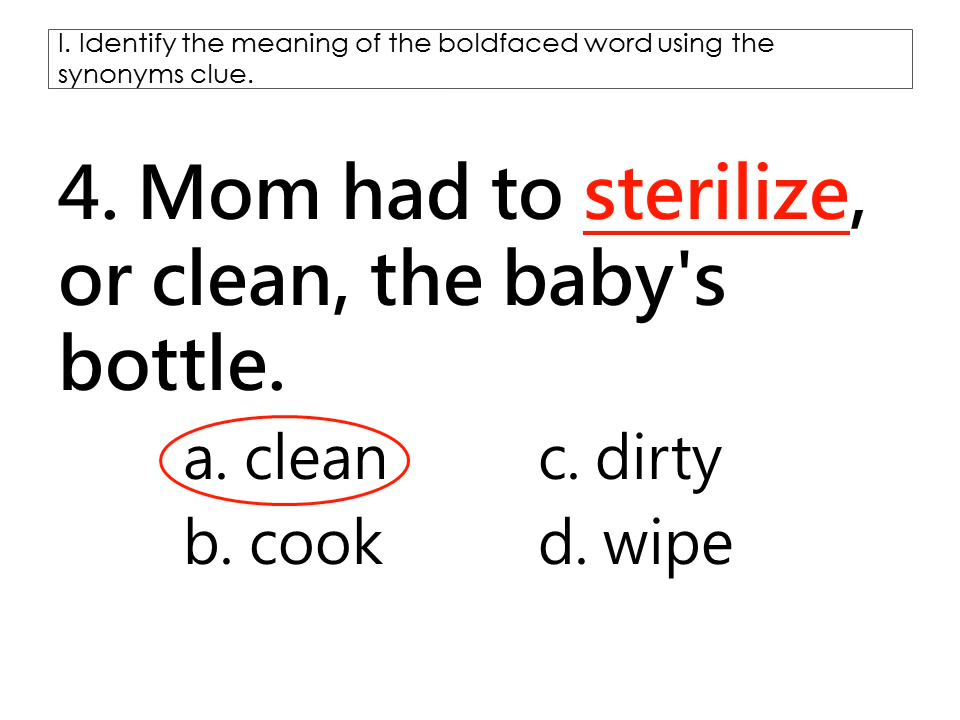 I. Identify the meaning of the boldfaced word using the
synonyms clue.
4. Mom had to sterilize,
or clean, the baby's
bottle.
a. clean c. dirty
b. cook d. wipe